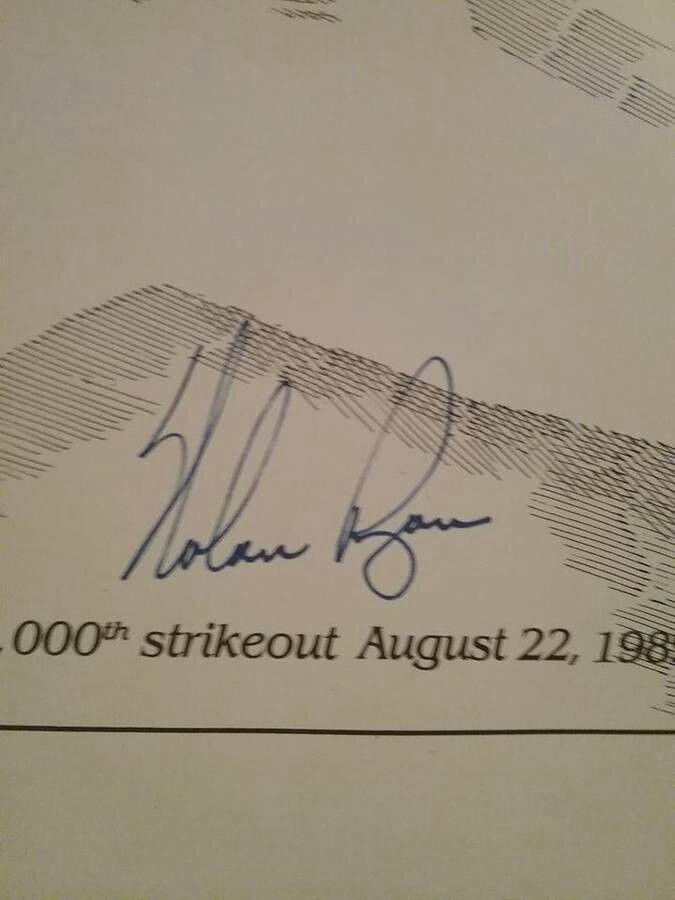 Nolan Ryan
,000th strikeout August 22, 198